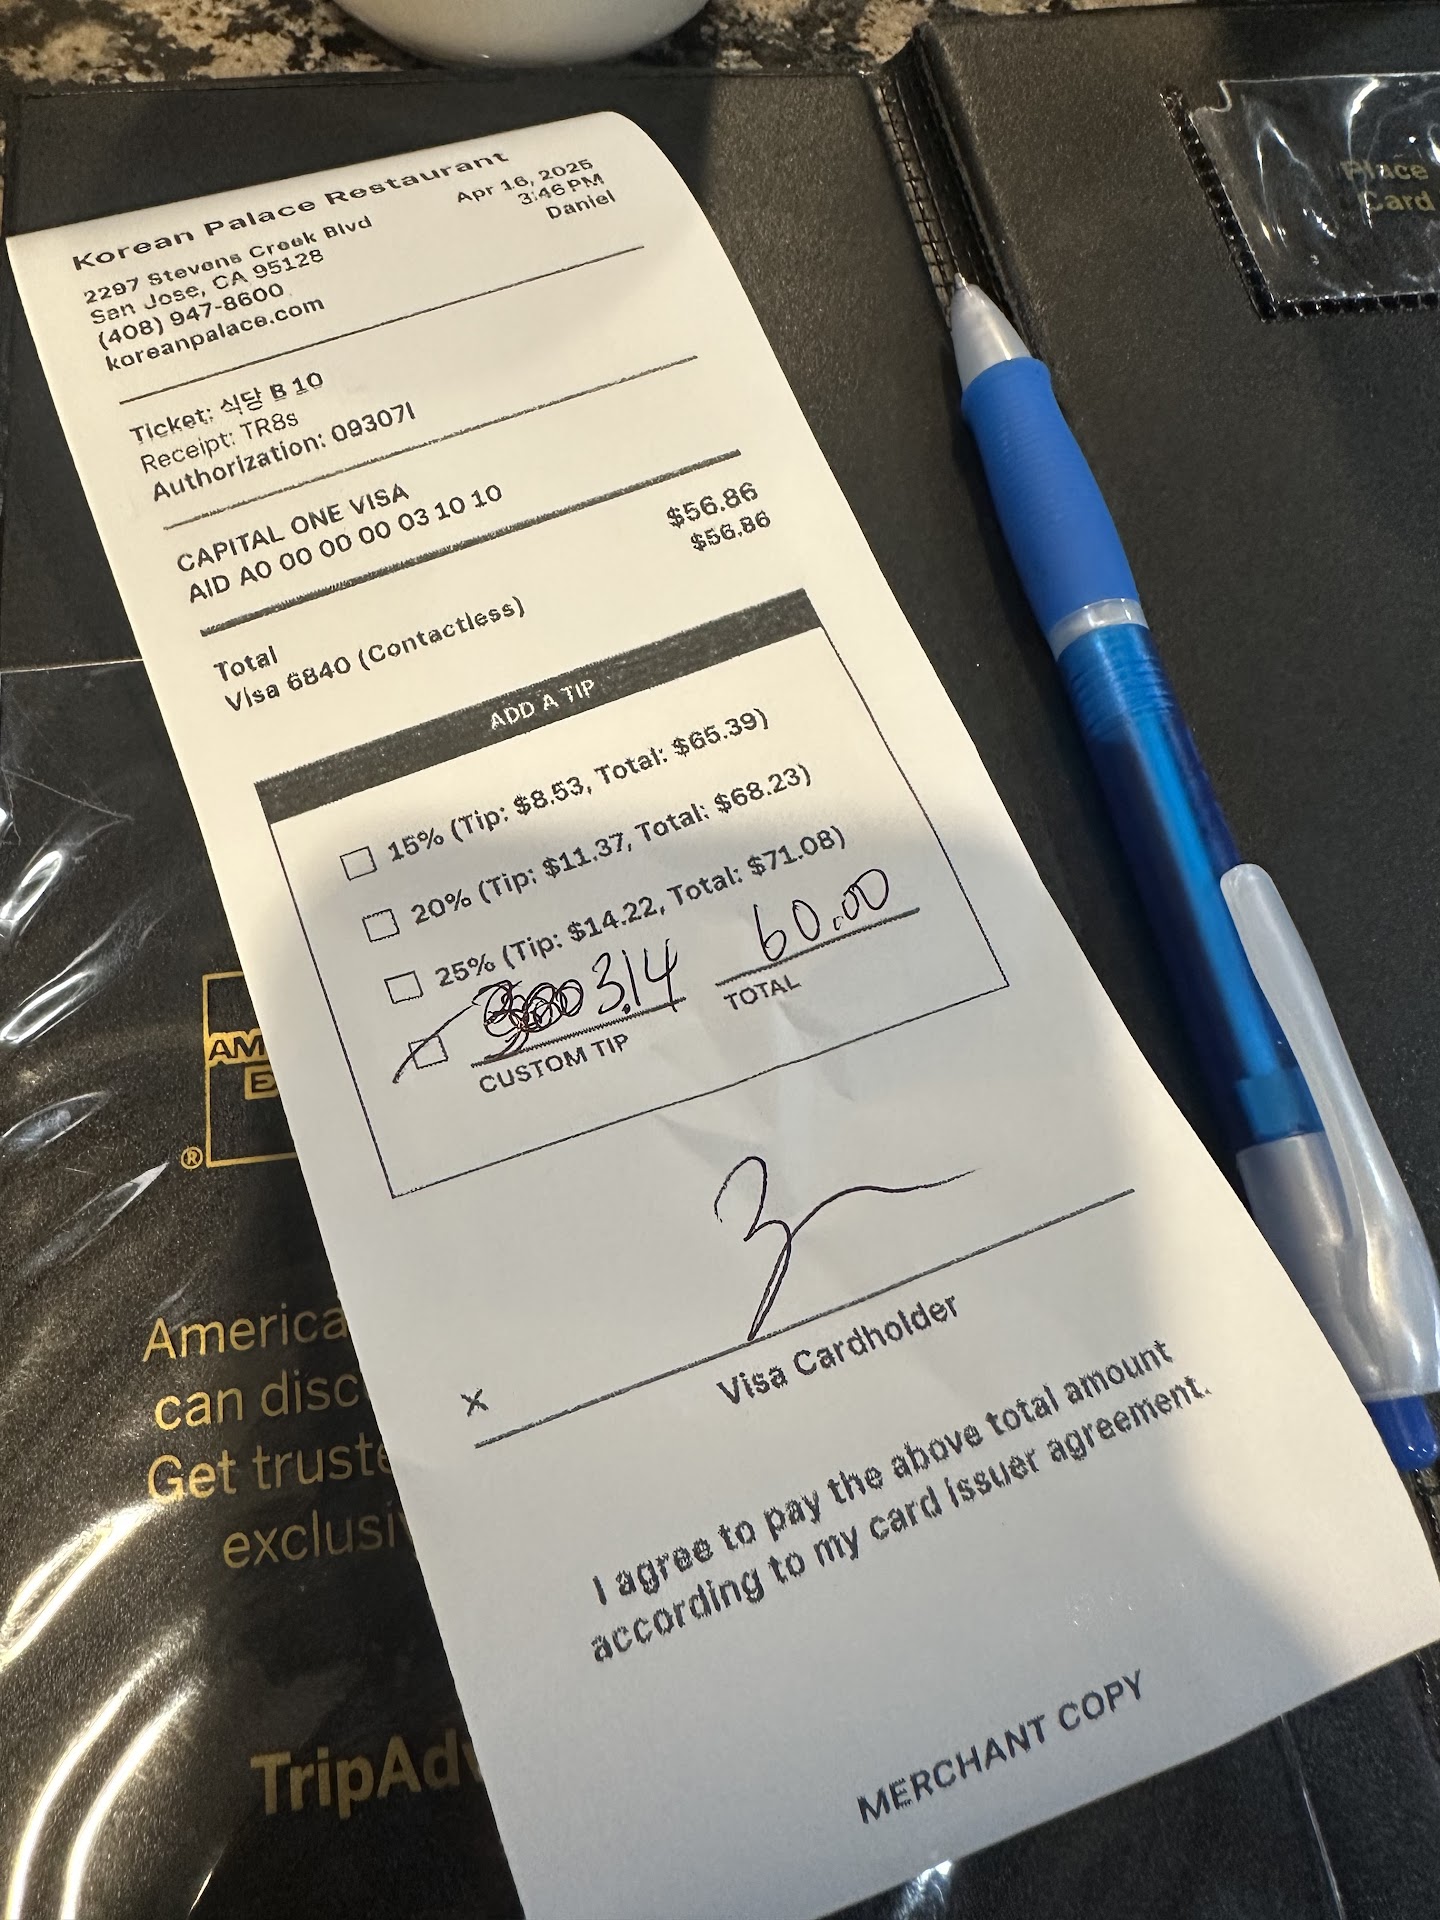 Korean Palace Restaurant
2297 Stevens Creek Blvd
San Jose, CA 95128
(408) 947-8600
koreanpalace.com
Apr 16, 2025
3:46 PM
Daniel
Ticket: 식당 B 10
Receipt: TR8s
Authorization: 09307I
CAPITAL ONE VISA
AID A0 00 00 00 03 10 10
Total $56.86
Visa 6840 (Contactless) $56.86
ADD A TIP
15% (Tip: $8.53, Total: $65.39)
20% (Tip: $11.37, Total: $68.23)
25% (Tip: $14.22, Total: $71.08)
3.14 60.00
CUSTOM TIP TOTAL
X
Visa Cardholder
I agree to pay the above total amount
according to my card issuer agreement.
MERCHANT COPY
Place
Card
AM
E
®
America
can disc
Get truste
exclusi
TripAdv